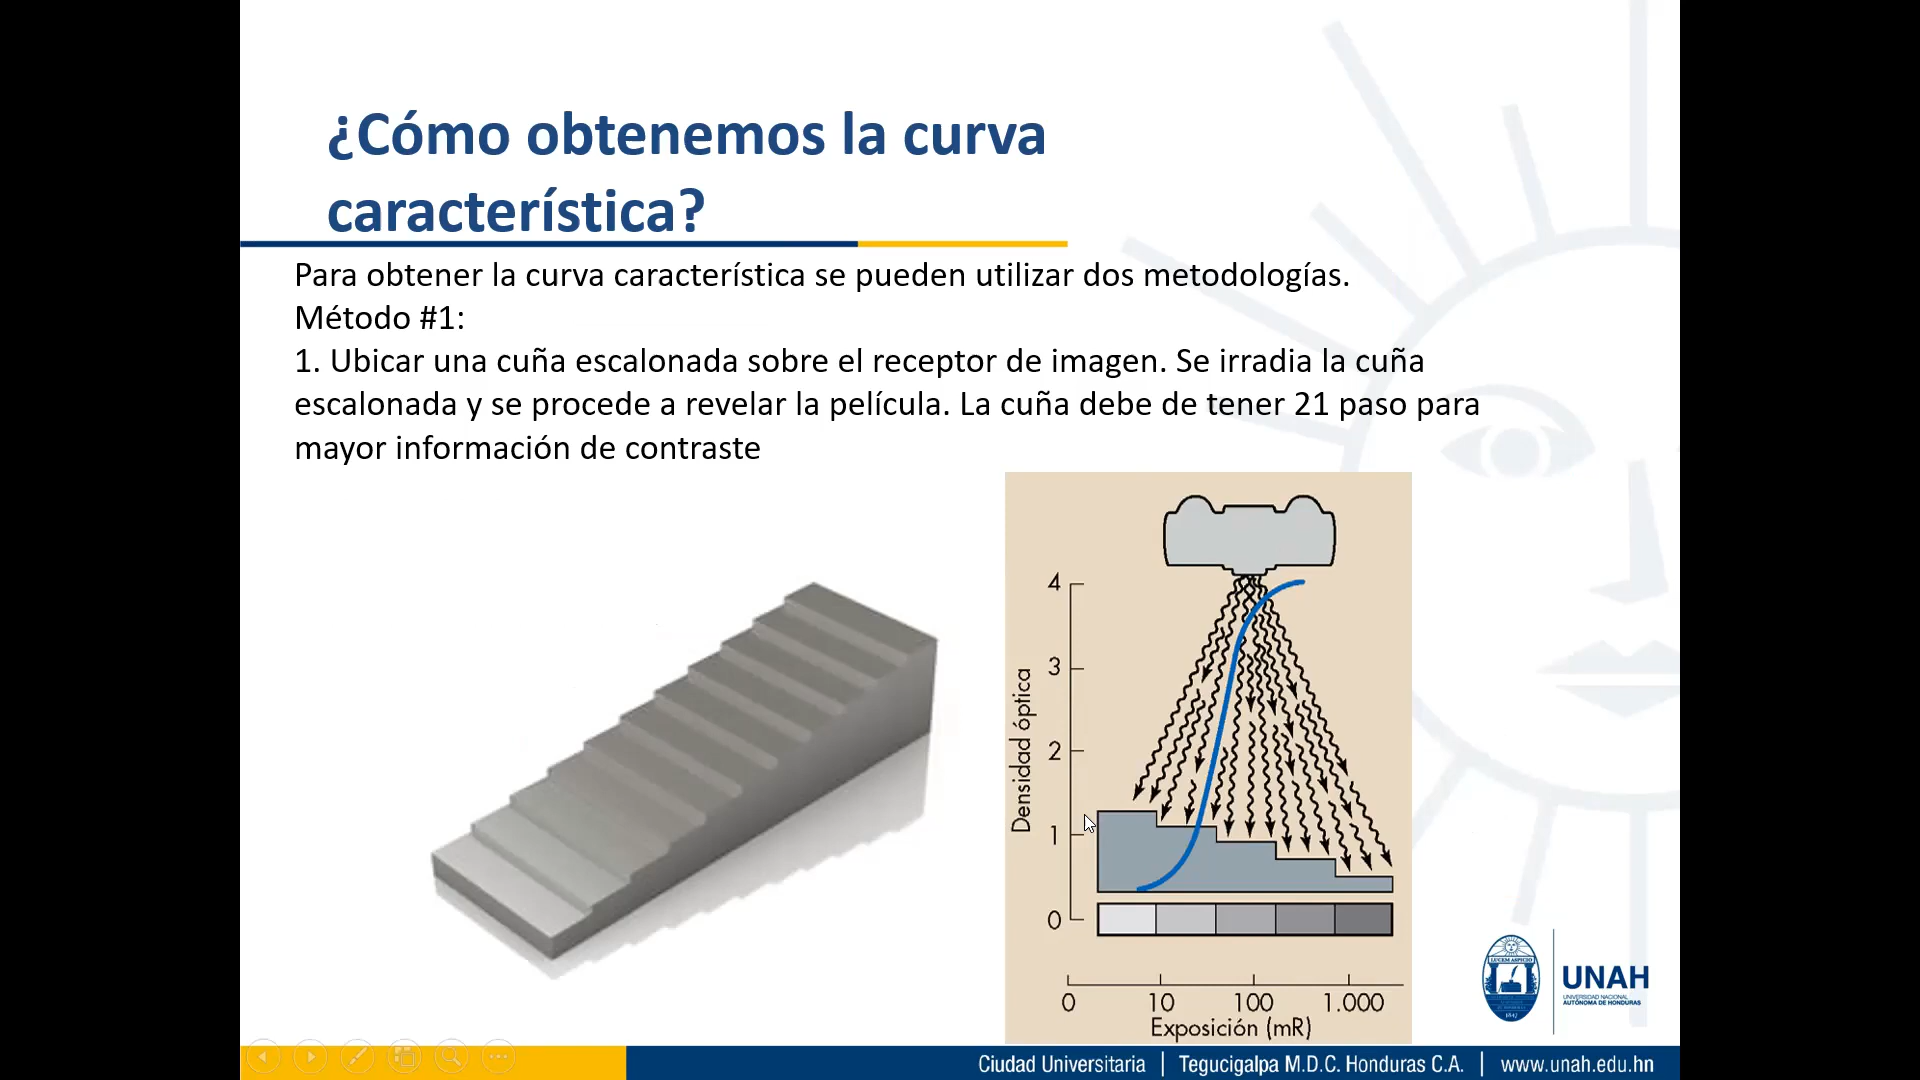 ¿Cómo obtenemos la curva
característica?
Para obtener la curva característica se pueden utilizar dos metodologías.
Método #1:
1. Ubicar una cuña escalonada sobre el receptor de imagen. Se irradia la cuña
escalonada y se procede a revelar la película. La cuña debe de tener 21 paso para
mayor información de contraste
Densidad óptica
4
3
2
1
0
0 10 100 1.000
Exposición (mR)
LUCEM ASPICIO
1847
UNAH
UNIVERSIDAD NACIONAL
AUTÓNOMA DE HONDURAS
Ciudad Universitaria | Tegucigalpa M.D.C. Honduras C.A. | www.unah.edu.hn